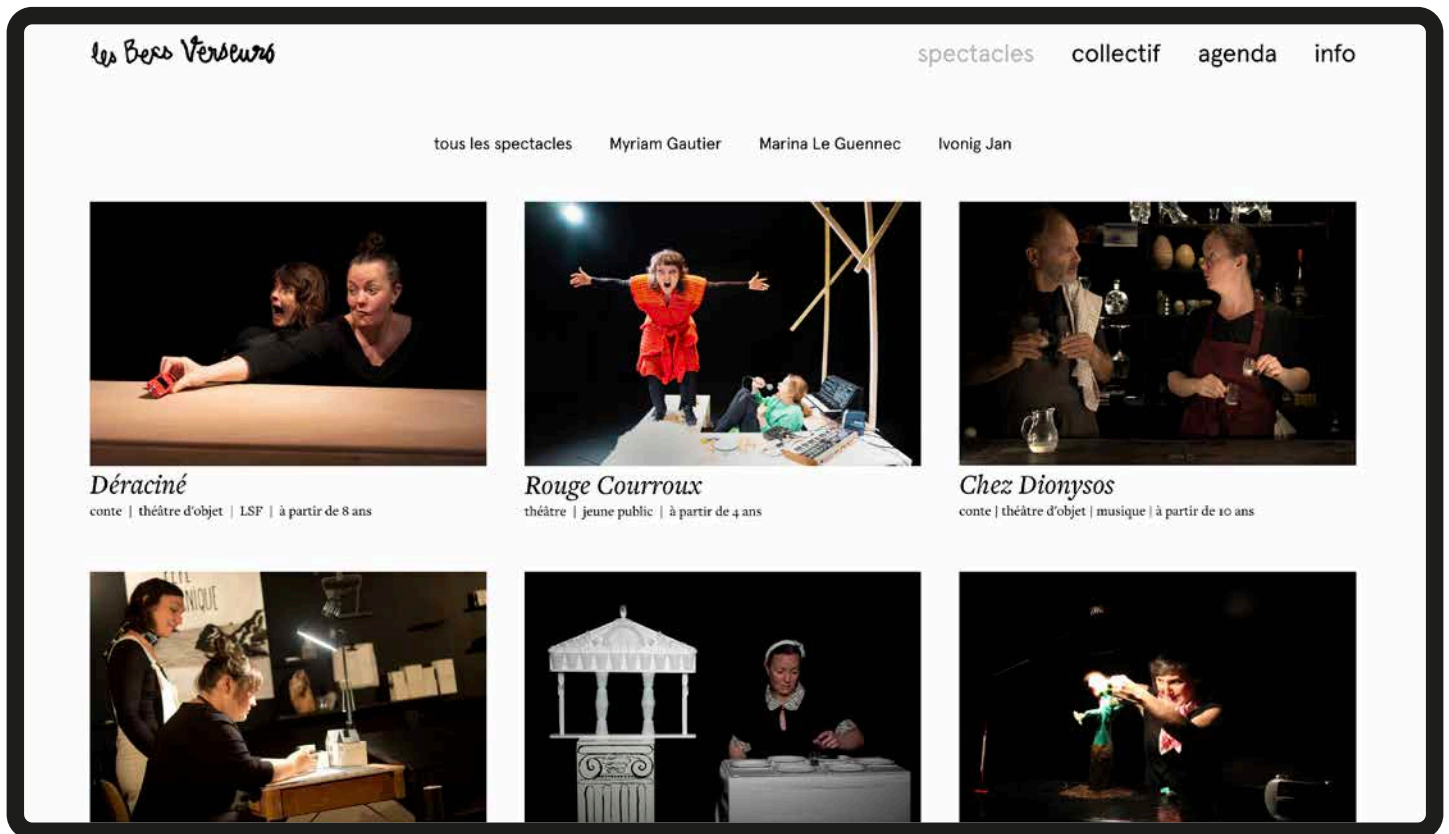 les Becs Verseurs
spectacles collectif agenda info
tous les spectacles Myriam Gautier Marina Le Guennec Ivonig Jan
Déraciné
conte | théâtre d'objet | LSF | à partir de 8 ans
Rouge Courroux
théâtre | jeune public | à partir de 4 ans
Chez Dionysos
conte | théâtre d'objet | musique | à partir de 10 ans